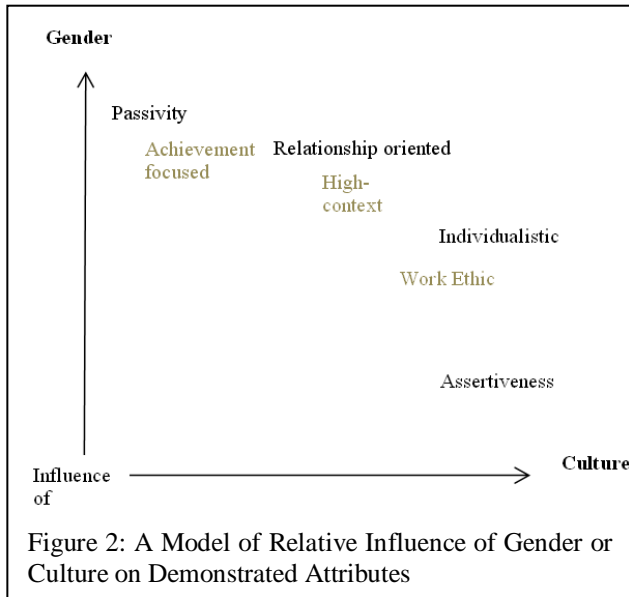 Gender
Passivity
Achievement
focused
Relationship oriented
High-
context
Individualistic
Work Ethic
Assertiveness
Influence
of
Culture
Figure 2: A Model of Relative Influence of Gender or
Culture on Demonstrated Attributes